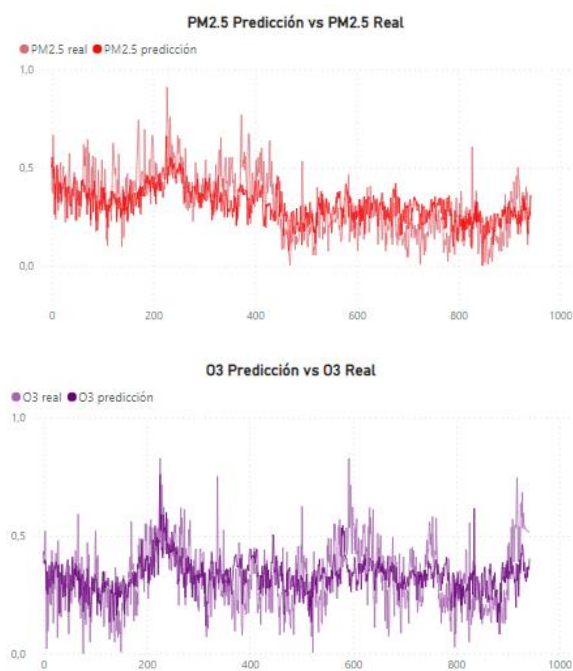 PM2.5 Predicción vs PM2.5 Real
PM2.5 real PM2.5 predicción
1,0
0,5
0,0
0 200 400 600 800 1000
O3 Predicción vs O3 Real
O3 real O3 predicción
1,0
0,5
0,0
0 200 400 600 800 1000